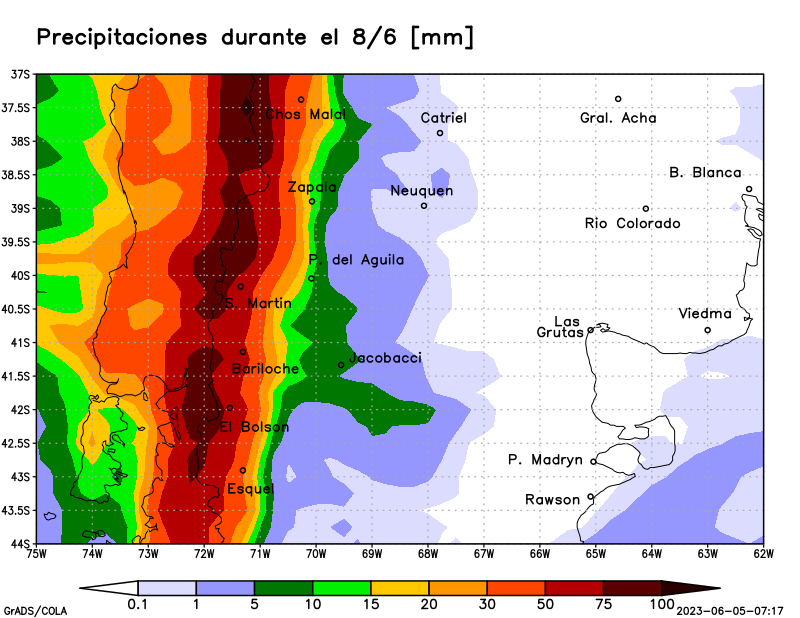 Precipitaciones durante el 8/6 [mm]
37S
37.5S
38S
38.5S
39S
39.5S
40S
40.5S
41S
41.5S
42S
42.5S
43S
43.5S
44S
Chos Malal
Catriel
Gral. Acha
B. Blanca
Zapala
Neuquen
Rio Colorado
P. del Aguila
S. Martin
Viedma
Las
Grutas
Jacobacci
Bariloche
El Bolson
P. Madryn
Esquel
Rawson
75W 74W 73W 72W 71W 70W 69W 68W 67W 66W 65W 64W 63W 62W
0.1 1 5 10 15 20 30 50 75 100
GrADS/COLA
2023-06-05-07:17